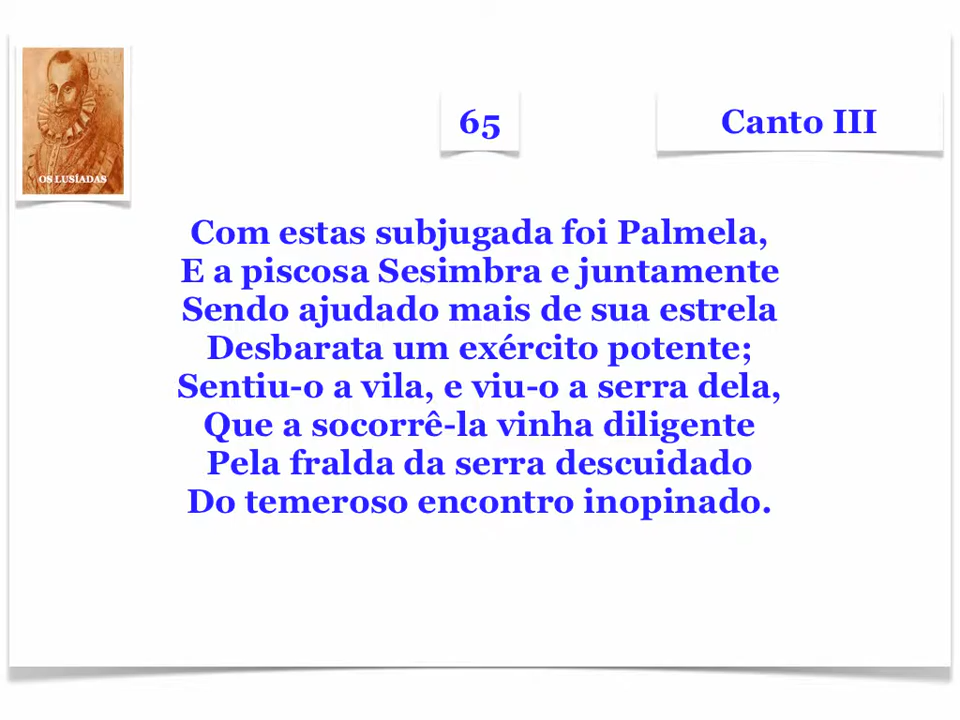 OS LUSÍADAS
65
Canto III
Com estas subjugada foi Palmela,
E a piscosa Sesimbra e juntamente
Sendo ajudado mais de sua estrela
Desbarata um exército potente;
Sentiu-o a vila, e viu-o a serra dela,
Que a socorrê-la vinha diligente
Pela fralda da serra descuidado
Do temeroso encontro inopinado.